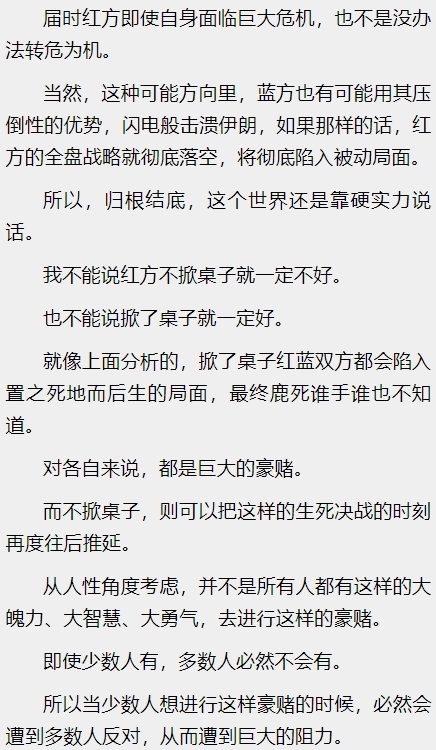 届时红方即使自身面临巨大危机，也不是没办
法转危为机。
当然，这种可能方向里，蓝方也有可能用其压
倒性的优势，闪电般击溃伊朗，如果那样的话，红
方的全盘战略就彻底落空，将彻底陷入被动局面。
所以，归根结底，这个世界还是靠硬实力说
话。
我不能说红方不掀桌子就一定不好。
也不能说掀了桌子就一定好。
就像上面分析的，掀了桌子红蓝双方都会陷入
置之死地而后生的局面，最终鹿死谁手谁也不知
道。
对各自来说，都是巨大的豪赌。
而不掀桌子，则可以把这样的生死决战的时刻
再度往后推延。
从人性角度考虑，并不是所有人都有这样的大
魄力、大智慧、大勇气，去进行这样的豪赌。
即使少数人有，多数人必然不会有。
所以当少数人想进行这样豪赌的时候，必然会
遭到多数人反对，从而遭到巨大的阻力。